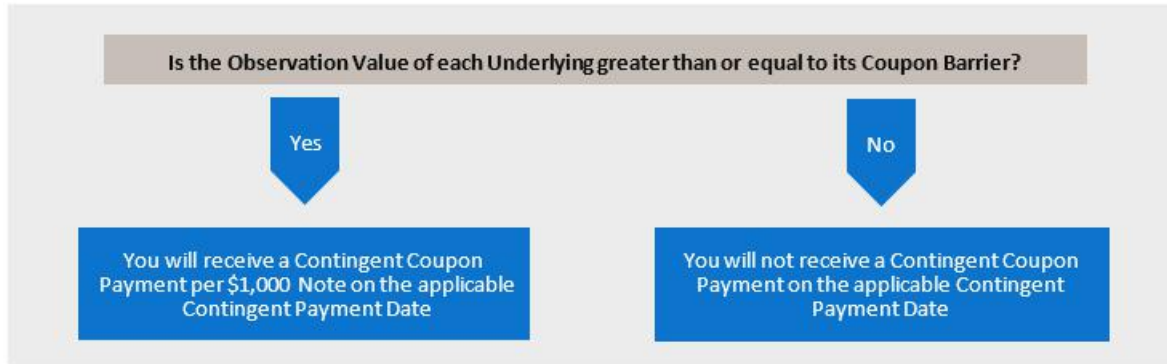 Is the Observation Value of each Underlying greater than or equal to its Coupon Barrier?
Yes
No
You will receive a Contingent Coupon
Payment per $1,000 Note on the applicable
Contingent Payment Date
You will not receive a Contingent Coupon
Payment on the applicable Contingent
Payment Date